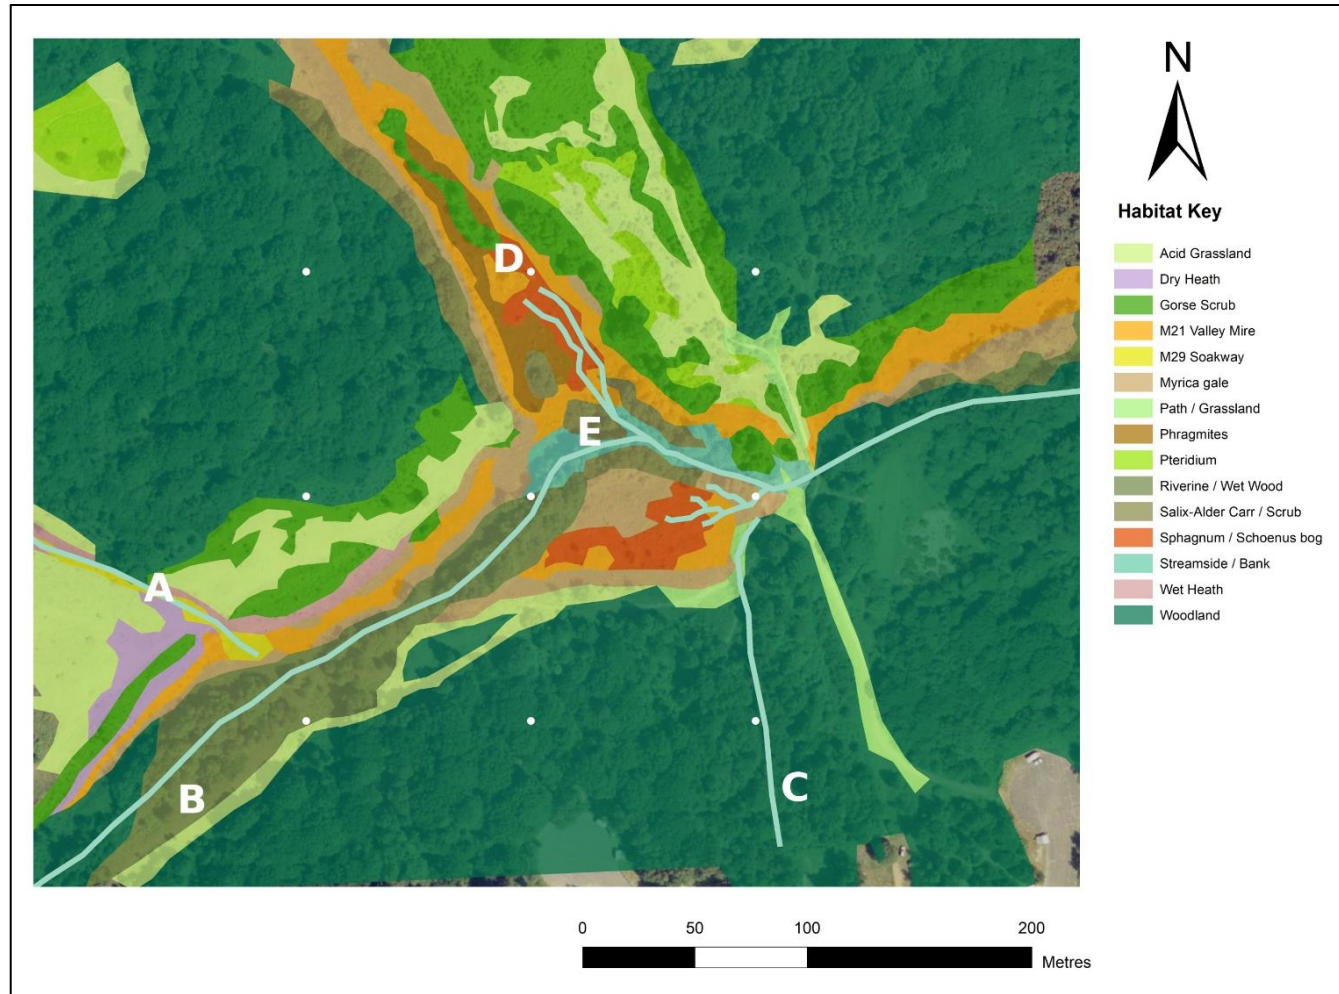 N
Habitat Key
Acid Grassland
Dry Heath
Gorse Scrub
M21 Valley Mire
M29 Soakway
Myrica gale
Path / Grassland
Phragmites
Pteridium
Riverine / Wet Wood
Salix-Alder Carr / Scrub
Sphagnum / Schoenus bog
Streamside / Bank
Wet Heath
Woodland
D
E
A
B
C
0 50 100 200
Metres